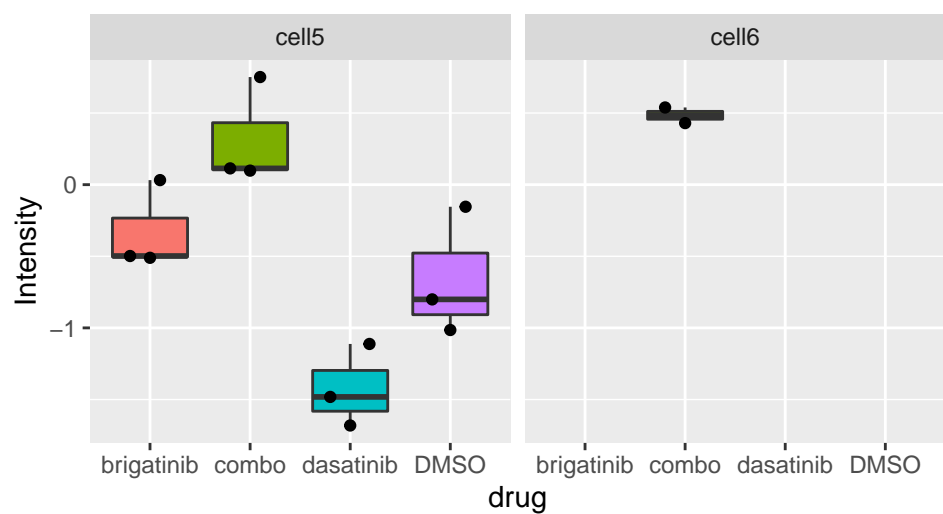 cell5
cell6
Intensity
0
−1
brigatinib combo dasatinib DMSO
brigatinib combo dasatinib DMSO
drug